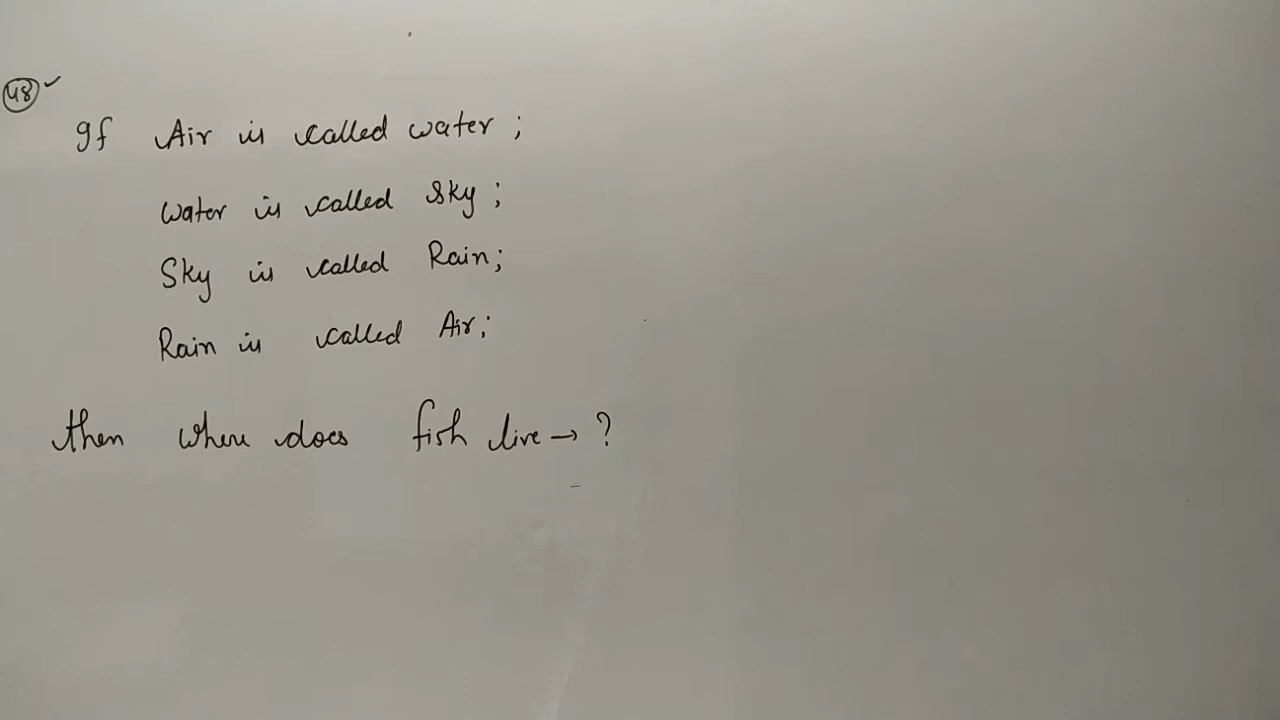 48
If Air is called water ;
Water is called Sky ;
Sky is called Rain;
Rain is called Air;
then where does fish live → ?